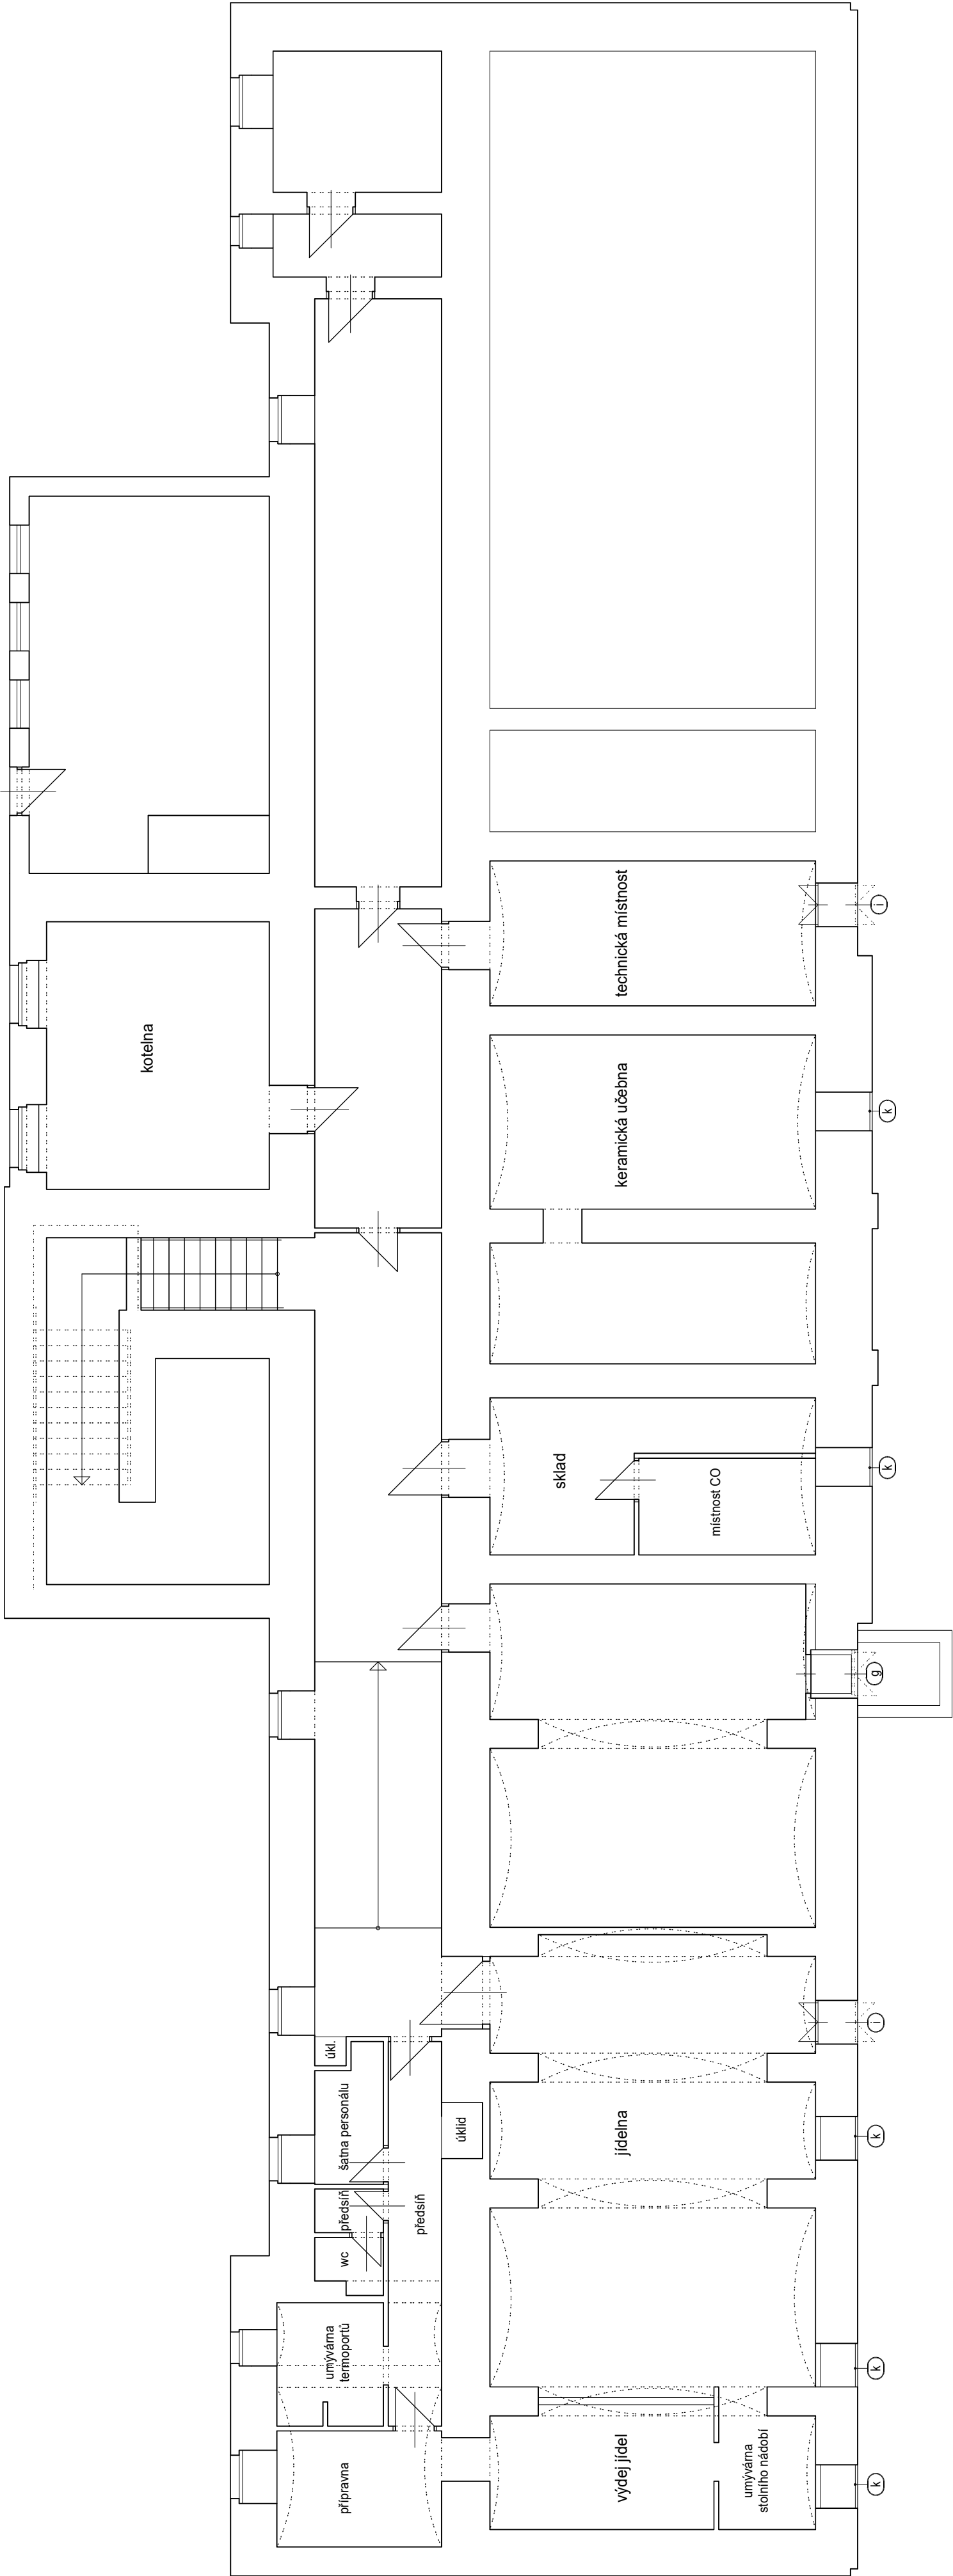 kotelna
technická místnost
i
keramická učebna
k
sklad
místnost CO
k
g
úkl.
i
šatna personálu
úklid
jídelna
k
předsíň
předsíň
wc
umývárna
termoportů
k
přípravna
výdej jídel
umývárna
stolního nádobí
k